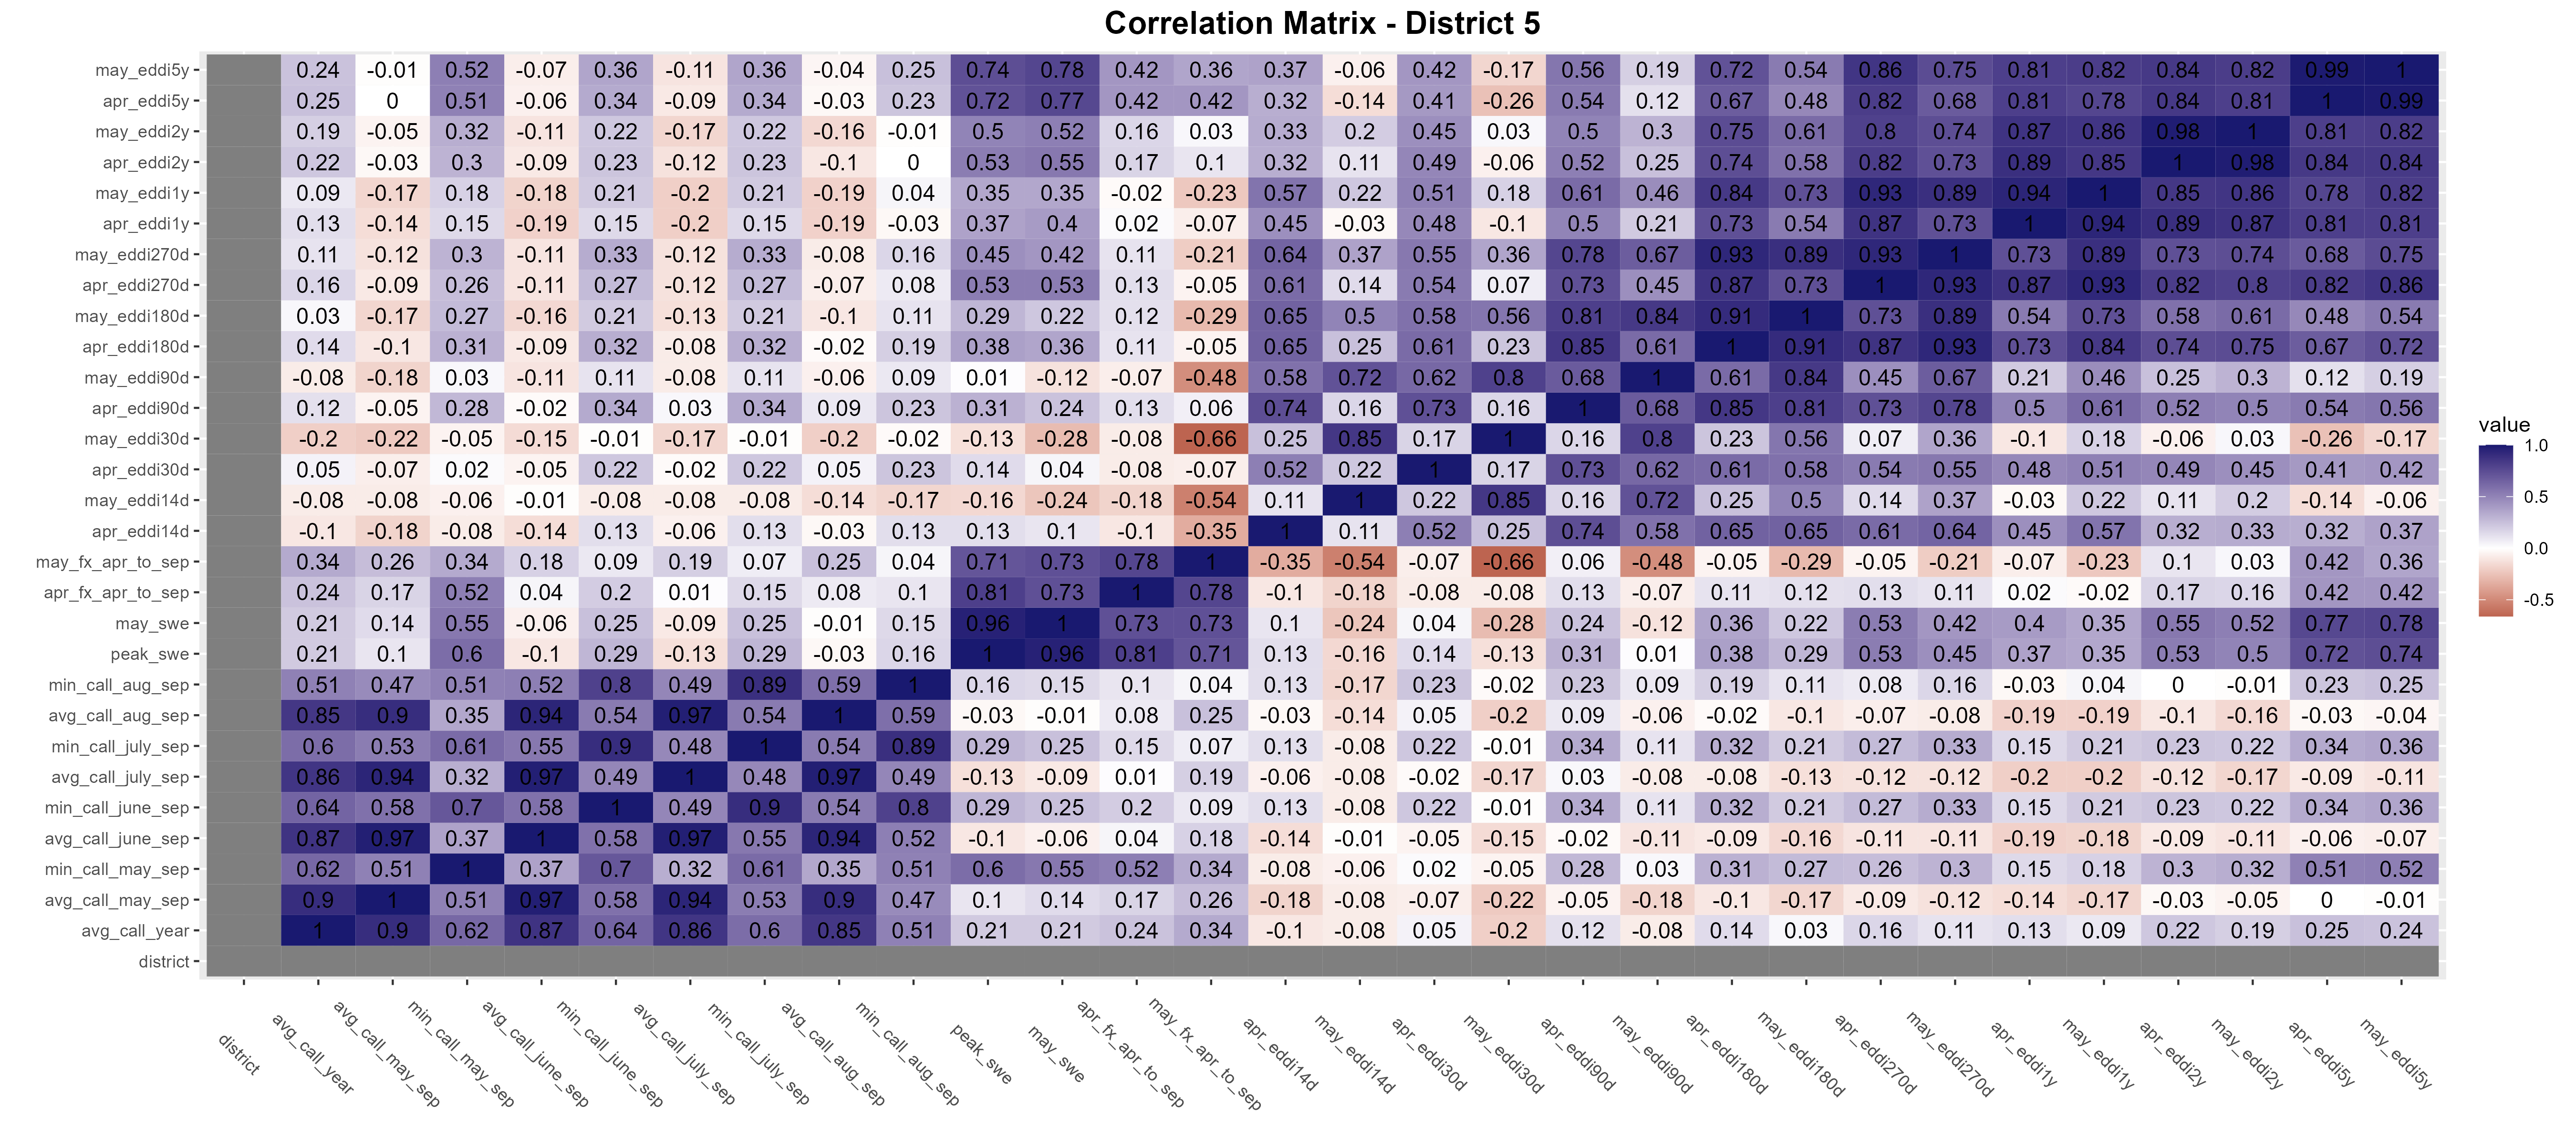 Correlation Matrix - District 5
may_eddi5y 0.24 -0.01 0.52 -0.07 0.36 -0.11 0.36 -0.04 0.25 0.74 0.78 0.42 0.36 0.37 -0.06 0.42 -0.17 0.56 0.19 0.72 0.54 0.86 0.75 0.81 0.82 0.84 0.82 0.99 1
apr_eddi5y 0.25 0 0.51 -0.06 0.34 -0.09 0.34 -0.03 0.23 0.72 0.77 0.42 0.42 0.32 -0.14 0.41 -0.26 0.54 0.12 0.67 0.48 0.82 0.68 0.81 0.78 0.84 0.81 1 0.99
may_eddi2y 0.19 -0.05 0.32 -0.11 0.22 -0.17 0.22 -0.16 -0.01 0.5 0.52 0.16 0.03 0.33 0.2 0.45 0.03 0.5 0.3 0.75 0.61 0.8 0.74 0.87 0.86 0.98 1 0.81 0.82
apr_eddi2y 0.22 -0.03 0.3 -0.09 0.23 -0.12 0.23 -0.1 0 0.53 0.55 0.17 0.1 0.32 0.11 0.49 -0.06 0.52 0.25 0.74 0.58 0.82 0.73 0.89 0.85 1 0.98 0.84 0.84
may_eddi1y 0.09 -0.17 0.18 -0.18 0.21 -0.2 0.21 -0.19 0.04 0.35 0.35 -0.02 -0.23 0.57 0.22 0.51 0.18 0.61 0.46 0.84 0.73 0.93 0.89 0.94 1 0.85 0.86 0.78 0.82
apr_eddi1y 0.13 -0.14 0.15 -0.19 0.15 -0.2 0.15 -0.19 -0.03 0.37 0.4 0.02 -0.07 0.45 -0.03 0.48 -0.1 0.5 0.21 0.73 0.54 0.87 0.73 1 0.94 0.89 0.87 0.81 0.81
may_eddi270d 0.11 -0.12 0.3 -0.11 0.33 -0.12 0.33 -0.08 0.16 0.45 0.42 0.11 -0.21 0.64 0.37 0.55 0.36 0.78 0.67 0.93 0.89 0.93 1 0.73 0.89 0.73 0.74 0.68 0.75
apr_eddi270d 0.16 -0.09 0.26 -0.11 0.27 -0.12 0.27 -0.07 0.08 0.53 0.53 0.13 -0.05 0.61 0.14 0.54 0.07 0.73 0.45 0.87 0.73 1 0.93 0.87 0.93 0.82 0.8 0.82 0.86
may_eddi180d 0.03 -0.17 0.27 -0.16 0.21 -0.13 0.21 -0.1 0.11 0.29 0.22 0.12 -0.29 0.65 0.5 0.58 0.56 0.81 0.84 0.91 1 0.73 0.89 0.54 0.73 0.58 0.61 0.48 0.54
apr_eddi180d 0.14 -0.1 0.31 -0.09 0.32 -0.08 0.32 -0.02 0.19 0.38 0.36 0.11 -0.05 0.65 0.25 0.61 0.23 0.85 0.61 1 0.91 0.87 0.93 0.73 0.84 0.74 0.75 0.67 0.72
may_eddi90d -0.08 -0.18 0.03 -0.11 0.11 -0.08 0.11 -0.06 0.09 0.01 -0.12 -0.07 -0.48 0.58 0.72 0.62 0.8 0.68 1 0.61 0.84 0.45 0.67 0.21 0.46 0.25 0.3 0.12 0.19
apr_eddi90d 0.12 -0.05 0.28 -0.02 0.34 0.03 0.34 0.09 0.23 0.31 0.24 0.13 0.06 0.74 0.16 0.73 0.16 1 0.68 0.85 0.81 0.73 0.78 0.5 0.61 0.52 0.5 0.54 0.56
may_eddi30d -0.2 -0.22 -0.05 -0.15 -0.01 -0.17 -0.01 -0.2 -0.02 -0.13 -0.28 -0.08 -0.66 0.25 0.85 0.17 1 0.16 0.8 0.23 0.56 0.07 0.36 -0.1 0.18 -0.06 0.03 -0.26 -0.17
apr_eddi30d 0.05 -0.07 0.02 -0.05 0.22 -0.02 0.22 0.05 0.23 0.14 0.04 -0.08 -0.07 0.52 0.22 1 0.17 0.73 0.62 0.61 0.58 0.54 0.55 0.48 0.51 0.49 0.45 0.41 0.42
may_eddi14d -0.08 -0.08 -0.06 -0.01 -0.08 -0.08 -0.08 -0.14 -0.17 -0.16 -0.24 -0.18 -0.54 0.11 1 0.22 0.85 0.16 0.72 0.25 0.5 0.14 0.37 -0.03 0.22 0.11 0.2 -0.14 -0.06
apr_eddi14d -0.1 -0.18 -0.08 -0.14 0.13 -0.06 0.13 -0.03 0.13 0.13 0.1 -0.1 -0.35 1 0.11 0.52 0.25 0.74 0.58 0.65 0.65 0.61 0.64 0.45 0.57 0.32 0.33 0.32 0.37
may_fx_apr_to_sep 0.34 0.26 0.34 0.18 0.09 0.19 0.07 0.25 0.04 0.71 0.73 0.78 1 -0.35 -0.54 -0.07 -0.66 0.06 -0.48 -0.05 -0.29 -0.05 -0.21 -0.07 -0.23 0.1 0.03 0.42 0.36
apr_fx_apr_to_sep 0.24 0.17 0.52 0.04 0.2 0.01 0.15 0.08 0.1 0.81 0.73 1 0.78 -0.1 -0.18 -0.08 -0.08 0.13 -0.07 0.11 0.12 0.13 0.11 0.02 -0.02 0.17 0.16 0.42 0.42
may_swe 0.21 0.14 0.55 -0.06 0.25 -0.09 0.25 -0.01 0.15 0.96 1 0.73 0.73 0.1 -0.24 0.04 -0.28 0.24 -0.12 0.36 0.22 0.53 0.42 0.4 0.35 0.55 0.52 0.77 0.78
peak_swe 0.21 0.1 0.6 -0.1 0.29 -0.13 0.29 -0.03 0.16 1 0.96 0.81 0.71 0.13 -0.16 0.14 -0.13 0.31 0.01 0.38 0.29 0.53 0.45 0.37 0.35 0.53 0.5 0.72 0.74
min_call_aug_sep 0.51 0.47 0.51 0.52 0.8 0.49 0.89 0.59 1 0.16 0.15 0.1 0.04 0.13 -0.17 0.23 -0.02 0.23 0.09 0.19 0.11 0.08 0.16 -0.03 0.04 0 -0.01 0.23 0.25
avg_call_aug_sep 0.85 0.9 0.35 0.94 0.54 0.97 0.54 1 0.59 -0.03 -0.01 0.08 0.25 -0.03 -0.14 0.05 -0.2 0.09 -0.06 -0.02 -0.1 -0.07 -0.08 -0.19 -0.19 -0.1 -0.16 -0.03 -0.04
min_call_july_sep 0.6 0.53 0.61 0.55 0.9 0.48 1 0.54 0.89 0.29 0.25 0.15 0.07 0.13 -0.08 0.22 -0.01 0.34 0.11 0.32 0.21 0.27 0.33 0.15 0.21 0.23 0.22 0.34 0.36
avg_call_july_sep 0.86 0.94 0.32 0.97 0.49 1 0.48 0.97 0.49 -0.13 -0.09 0.01 0.19 -0.06 -0.08 -0.02 -0.17 0.03 -0.08 -0.08 -0.13 -0.12 -0.12 -0.2 -0.2 -0.12 -0.17 -0.09 -0.11
min_call_june_sep 0.64 0.58 0.7 0.58 1 0.49 0.9 0.54 0.8 0.29 0.25 0.2 0.09 0.13 -0.08 0.22 -0.01 0.34 0.11 0.32 0.21 0.27 0.33 0.15 0.21 0.23 0.22 0.34 0.36
avg_call_june_sep 0.87 0.97 0.37 1 0.58 0.97 0.55 0.94 0.52 -0.1 -0.06 0.04 0.18 -0.14 -0.01 -0.05 -0.15 -0.02 -0.11 -0.09 -0.16 -0.11 -0.11 -0.19 -0.18 -0.09 -0.11 -0.06 -0.07
min_call_may_sep 0.62 0.51 1 0.37 0.7 0.32 0.61 0.35 0.51 0.6 0.55 0.52 0.34 -0.08 -0.06 0.02 -0.05 0.28 0.03 0.31 0.27 0.26 0.3 0.15 0.18 0.3 0.32 0.51 0.52
avg_call_may_sep 0.9 1 0.51 0.97 0.58 0.94 0.53 0.9 0.47 0.1 0.14 0.17 0.26 -0.18 -0.08 -0.07 -0.22 -0.05 -0.18 -0.1 -0.17 -0.09 -0.12 -0.14 -0.17 -0.03 -0.05 0 -0.01
avg_call_year 1 0.9 0.62 0.87 0.64 0.86 0.6 0.85 0.51 0.21 0.21 0.24 0.34 -0.1 -0.08 0.05 -0.2 0.12 -0.08 0.14 0.03 0.16 0.11 0.13 0.09 0.22 0.19 0.25 0.24
district
district avg_call_year avg_call_may_sep min_call_may_sep avg_call_june_sep min_call_june_sep avg_call_july_sep min_call_july_sep avg_call_aug_sep min_call_aug_sep peak_swe may_swe apr_fx_apr_to_sep may_fx_apr_to_sep apr_eddi14d may_eddi14d apr_eddi30d may_eddi30d apr_eddi90d may_eddi90d apr_eddi180d may_eddi180d apr_eddi270d may_eddi270d apr_eddi1y may_eddi1y apr_eddi2y may_eddi2y apr_eddi5y may_eddi5y
value
1.0
0.5
0.0
-0.5